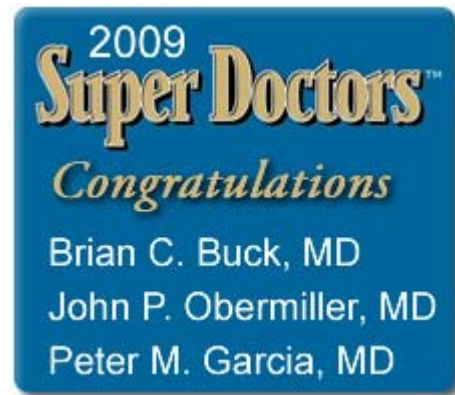 2009
Super Doctors™
Congratulations
Brian C. Buck, MD
John P. Obermiller, MD
Peter M. Garcia, MD